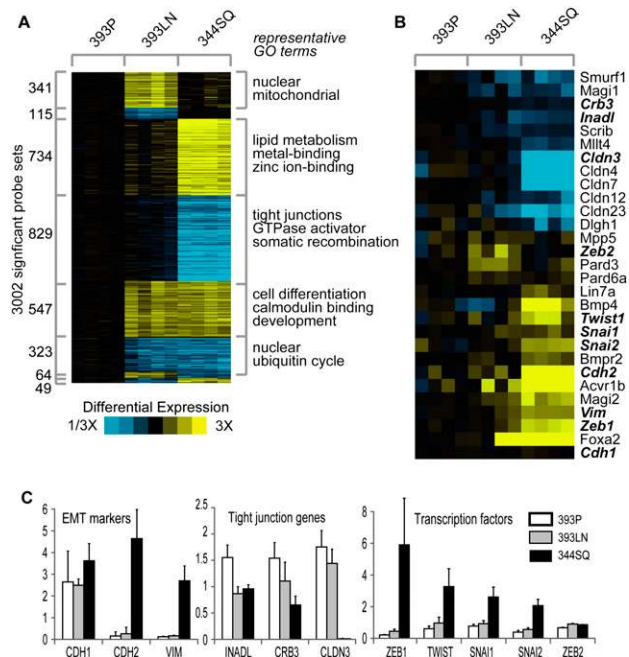 A
393P 393LN 344SQ
representative
GO terms
3002 signficant probe sets
341
115
734
829
547
323
64
49
nuclear
mitochondrial
lipid metabolism
metal-binding
zinc ion-binding
tight junctions
GTPase activator
somatic recombination
cell differentiation
calmodulin binding
development
nuclear
ubiquitin cycle
Differential Expression
1/3X 3X
B
393P 393LN 344SQ
Smurf1
Magi1
Crb3
Inadl
Scrib
Mllt4
Cldn3
Cldn4
Cldn7
Cldn12
Cldn23
Dlgh1
Mpp5
Zeb2
Pard3
Pard6a
Lin7a
Bmp4
Twist1
Snai1
Snai2
Bmpr2
Cdh2
Acvr1b
Magi2
Vim
Zeb1
Foxa2
Cdh1
C
EMT markers
6
5
4
3
2
1
0
CDH1 CDH2 VIM
Tight junction genes
2.5
2
1.5
1
0.5
0
INADL CRB3 CLDN3
Transcription factors
8
6
4
2
0
ZEB1 TWIST SNAI1 SNAI2 ZEB2
393P
393LN
344SQ